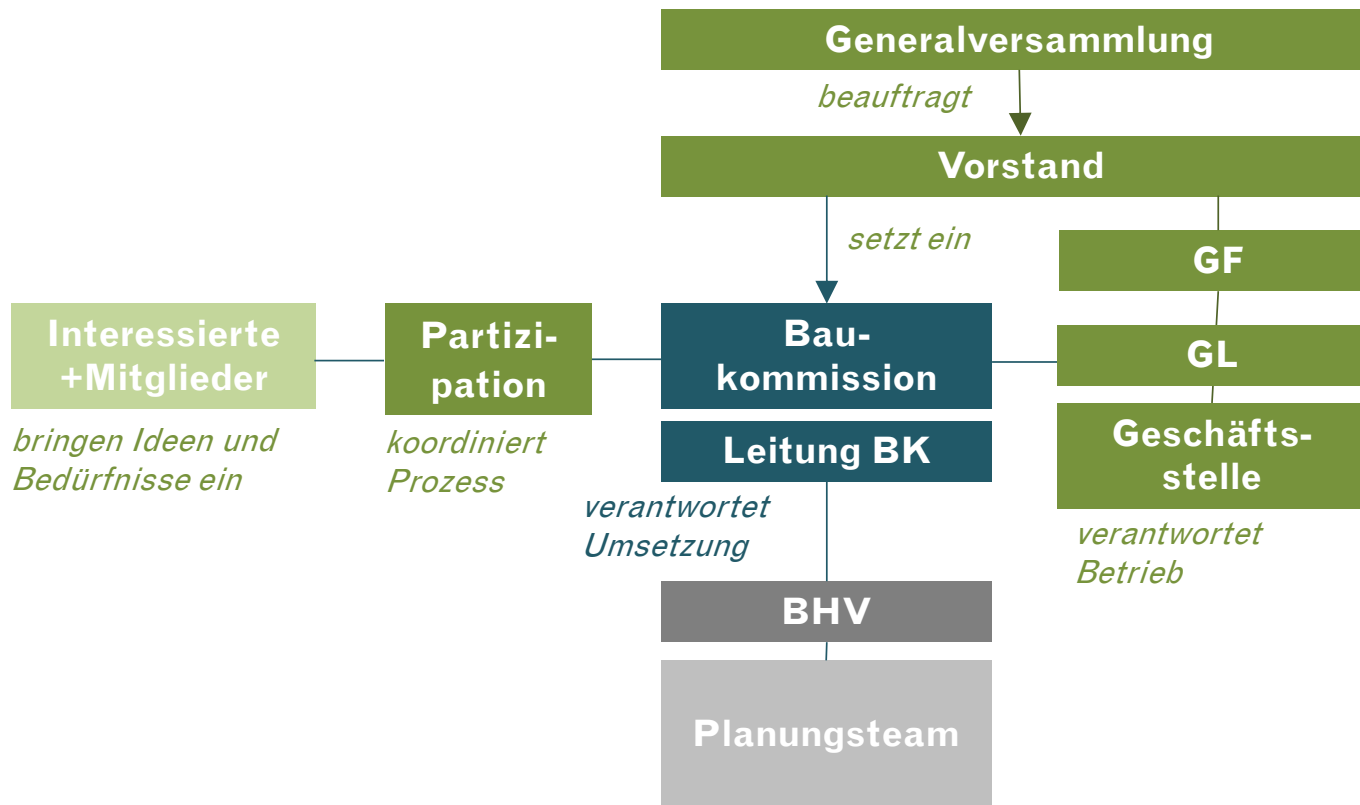 Generalversammlung
beauftragt
Vorstand
setzt ein
GF
Interessierte
+Mitglieder
Partizi-
pation
Bau-
kommission
GL
bringen Ideen und
Bedürfnisse ein
koordiniert
Prozess
Leitung BK
Geschäfts-
stelle
verantwortet
Umsetzung
verantwortet
Betrieb
BHV
Planungsteam